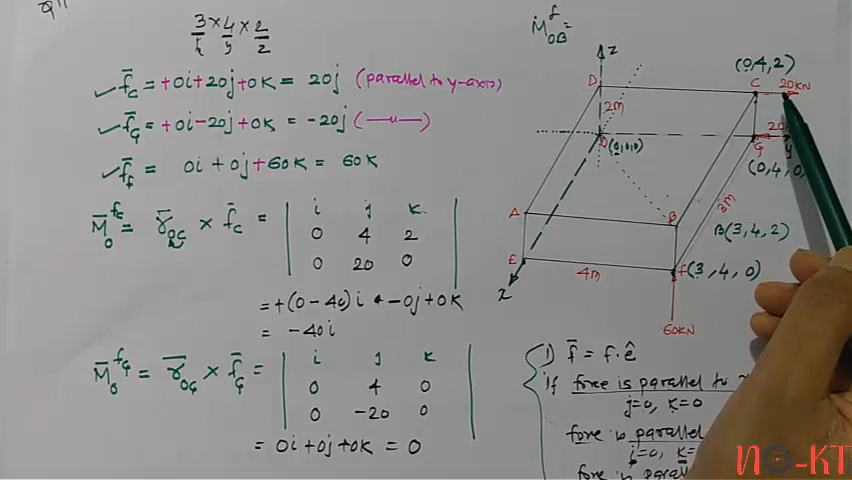 Q11
3/x × 4/y × 2/z
✓ f̄c = +0i+20j+0K = 20j (parallel to y-axis)
✓ f̄G = +0i-20j+0K = -20j (—〃—)
✓ f̄f = 0i+0j+60K = 60K
M̄o^fc = r̄oc × f̄c = | i j k
0 4 2
0 20 0 |
= +(0-40)i + -0j+0K
= -40i
M̄o^fG = r̄oG × f̄G = | i j k
0 4 0
0 -20 0 |
= 0i+0j+0K = 0
M̄OB^f =
z
D
2m
O (0,0,0)
(0,4,2)
C 20KN
20
G y
(0,4,0)
3m
A
B
B(3,4,2)
E
4m
f(3,4,0)
x
60KN
1) f̄ = f·ê
if force is parallel to
j=0, k=0
force is parallel
i=0, k=
force is paral
N-KT